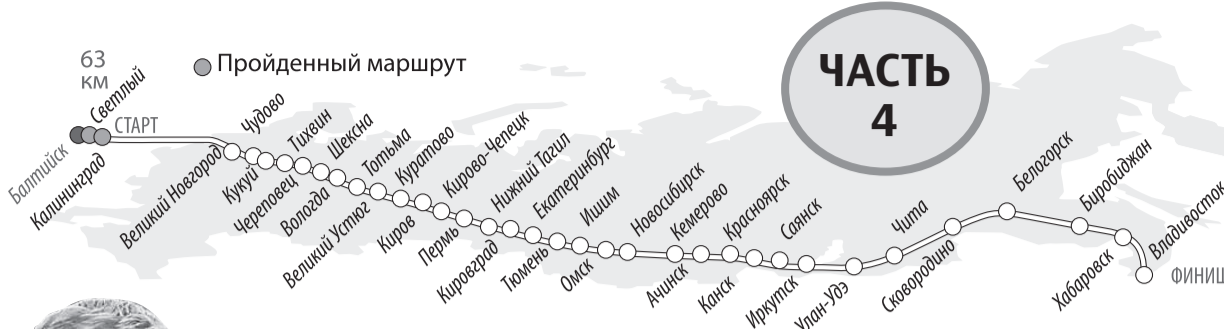 63
км
Пройденный маршрут
ЧАСТЬ
4
СТАРТ
Балтийск
Светлый
Калининград
Великий Новгород
Чудово
Кукуй
Тихвин
Череповец
Шексна
Вологда
Тотьма
Великий Устюг
Куратово
Киров
Кирово-Чепецк
Пермь
Нижний Тагил
Кировград
Екатеринбург
Тюмень
Ишим
Омск
Новосибирск
Ачинск
Кемерово
Канск
Красноярск
Иркутск
Саянск
Улан-Удэ
Чита
Сковородино
Белогорск
Хабаровск
Биробиджан
Владивосток
ФИНИШ